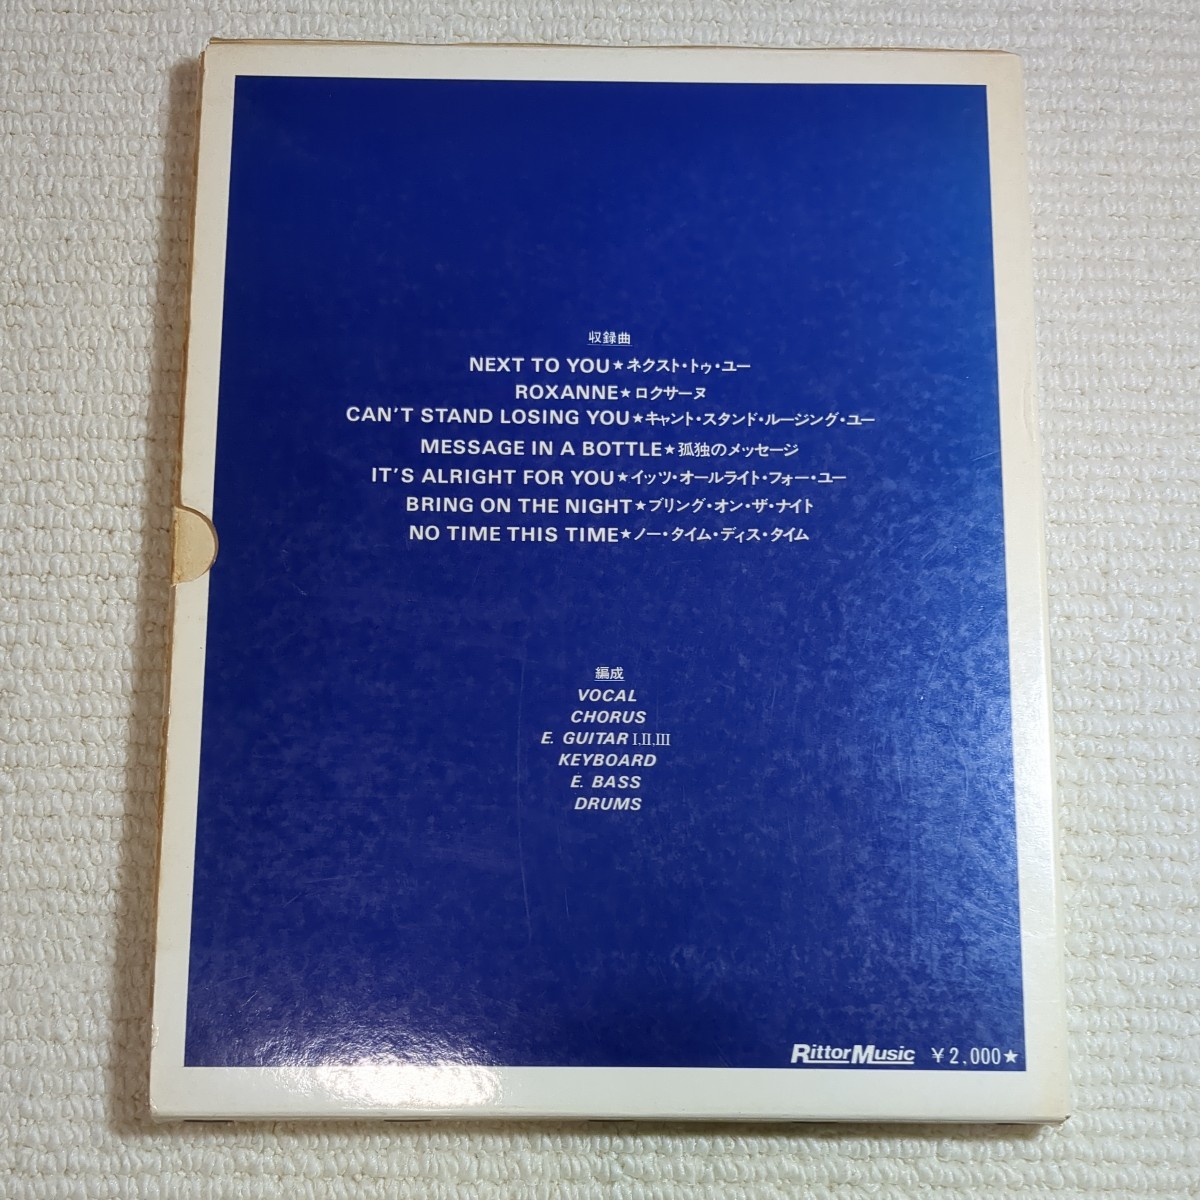 収録曲
NEXT TO YOU★ネクスト・トゥ・ユー
ROXANNE★ロクサーヌ
CAN'T STAND LOSING YOU★キャント・スタンド・ルージング・ユー
MESSAGE IN A BOTTLE★孤独のメッセージ
IT'S ALRIGHT FOR YOU★イッツ・オールライト・フォー・ユー
BRING ON THE NIGHT★ブリング・オン・ザ・ナイト
NO TIME THIS TIME★ノー・タイム・ディス・タイム
編成
VOCAL
CHORUS
E. GUITAR I,II,III
KEYBOARD
E. BASS
DRUMS
RittorMusic ¥2,000★